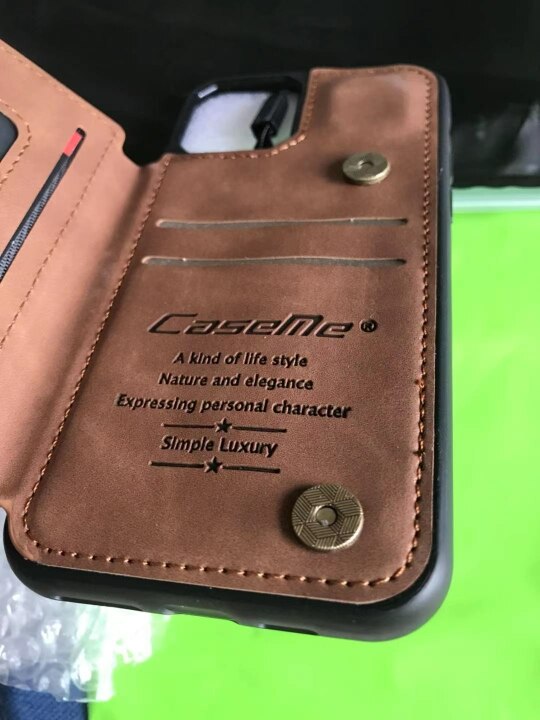 CaseMe®
A kind of life style
Nature and elegance
Expressing personal character
Simple Luxury